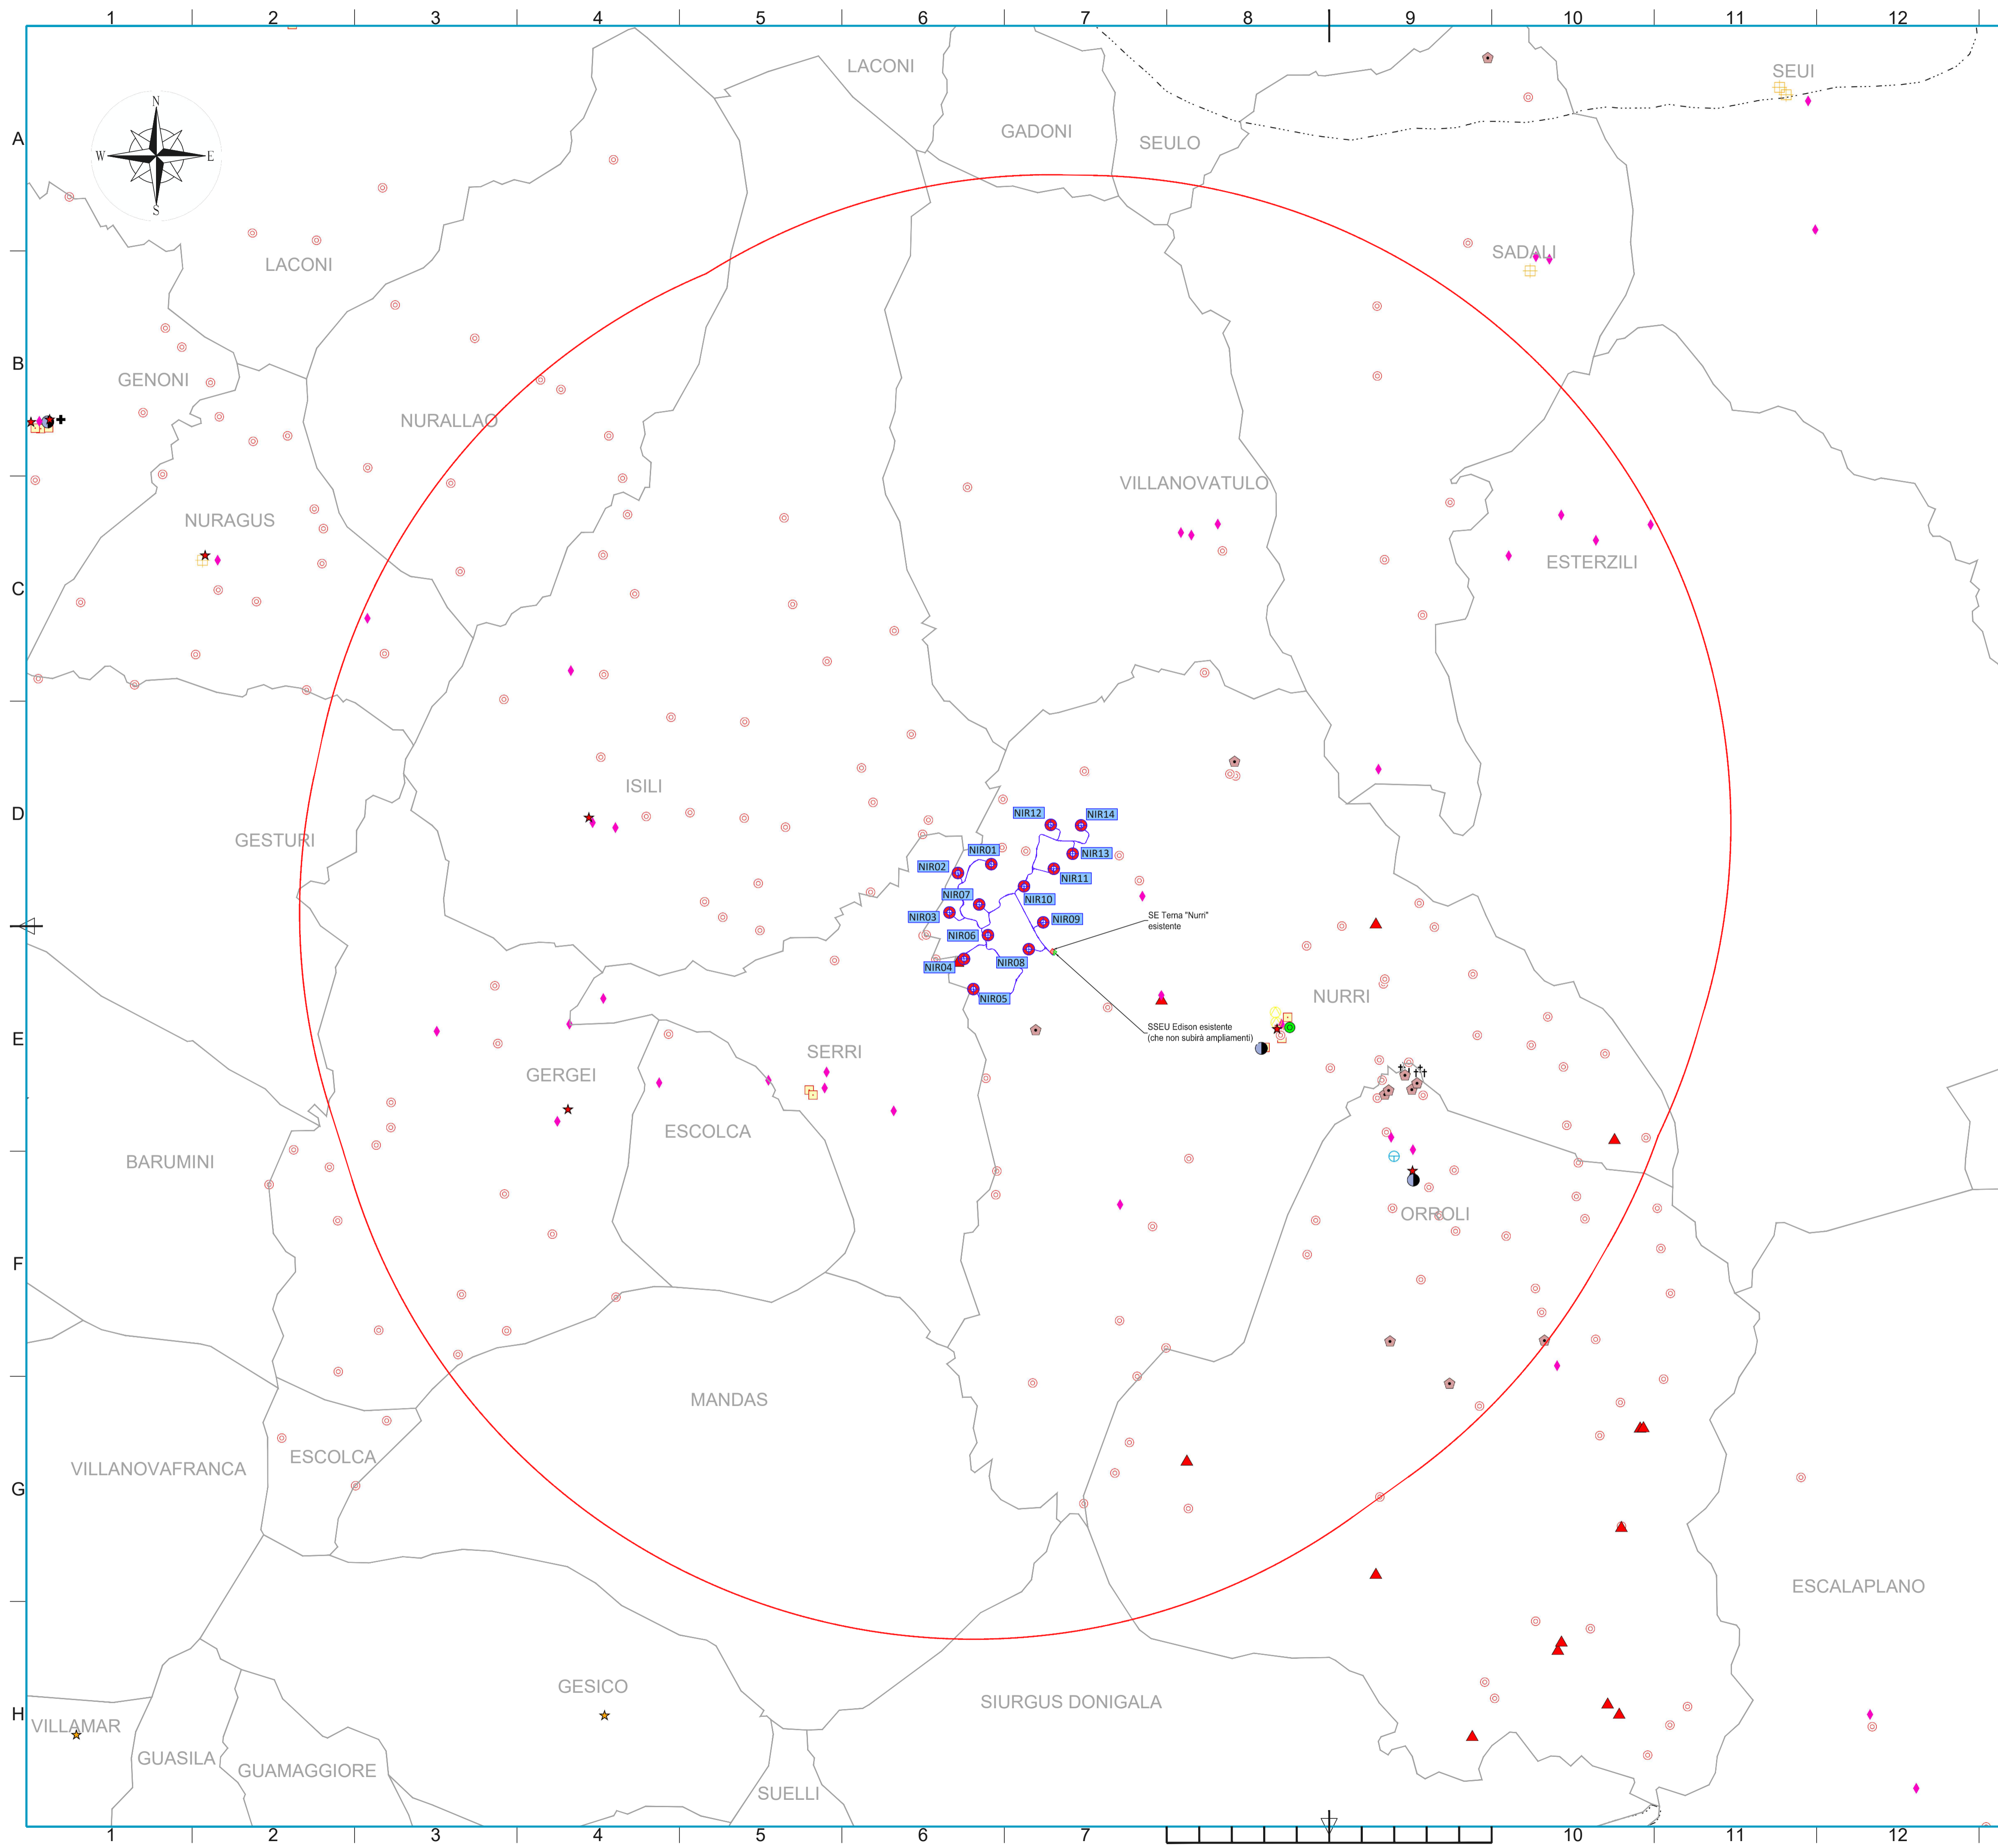 1 2 3 4 5 6 7 8 9 10 11 12
LACONI
SEUI
GADONI
A
SEULO
N
W E
S
SADALI
LACONI
B
GENONI
NURALLAO
VILLANOVATULO
NURAGUS
ESTERZILI
C
ISILI
D
GESTURI
NIR12
NIR14
NIR01
NIR13
NIR02
NIR11
NIR07
NIR10
NIR03
NIR09
SE Terna "Nurri"
esistente
NIR06
NIR04
NIR08
NIR05
NURRI
SSEU Edison esistente
(che non subirà ampliamenti)
E
SERRI
GERGEI
ESCOLCA
BARUMINI
ORROLI
F
MANDAS
ESCOLCA
VILLANOVAFRANCA
G
ESCALAPLANO
GESICO
SIURGUS DONIGALA
H
VILLAMAR
GUASILA
GUAMAGGIORE
SUELLI
1 2 3 4 5 6 7 10 11 12